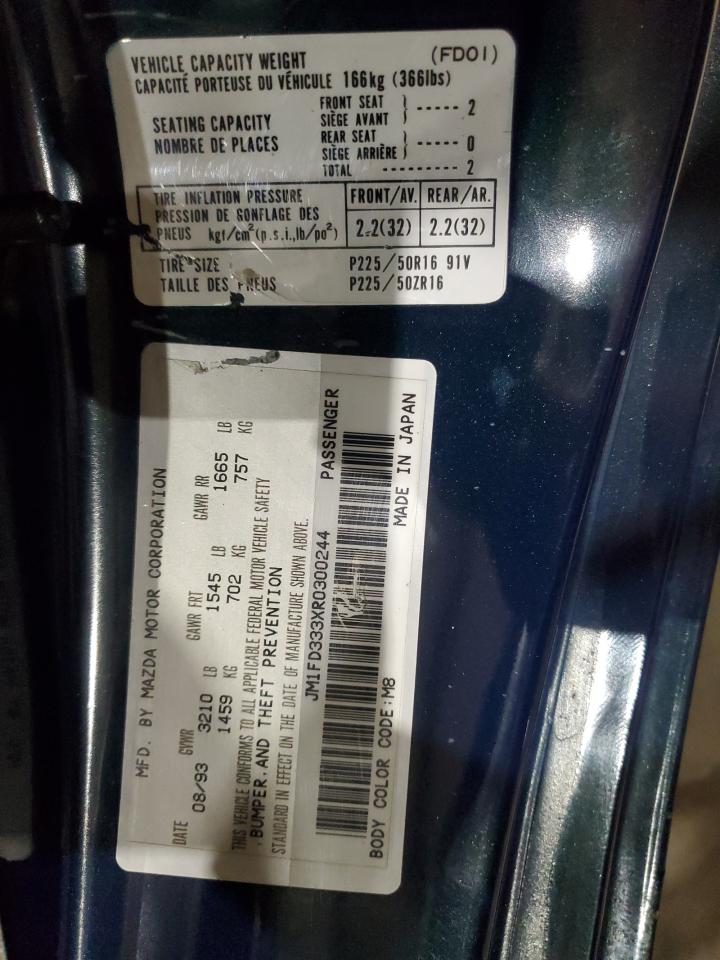 VEHICLE CAPACITY WEIGHT (FD01)
CAPACITÉ PORTEUSE DU VÉHICULE 166kg (366lbs)
SEATING CAPACITY
NOMBRE DE PLACES
FRONT SEAT
SIÈGE AVANT } ----- 2
REAR SEAT
SIÈGE ARRIÈRE } ----- 0
TOTAL ---------- 2
TIRE INFLATION PRESSURE
PRESSION DE GONFLAGE DES
PNEUS kgf/cm²(p.s.i.,lb/po²)
FRONT/AV. REAR/AR.
2.2(32) 2.2(32)
TIRE SIZE P225/50R16 91V
TAILLE DES PNEUS P225/50ZR16
MFD. BY MAZDA MOTOR CORPORATION
DATE GVWR GAWR FRT GAWR RR
08/93 3210 LB 1545 LB 1665 LB
1459 KG 702 KG 757 KG
THIS VEHICLE CONFORMS TO ALL APPLICABLE FEDERAL MOTOR VEHICLE SAFETY
, BUMPER, AND THEFT PREVENTION
STANDARD IN EFFECT ON THE DATE OF MANUFACTURE SHOWN ABOVE.
JM1FD333XR0300244 PASSENGER
BODY COLOR CODE:M8 MADE IN JAPAN